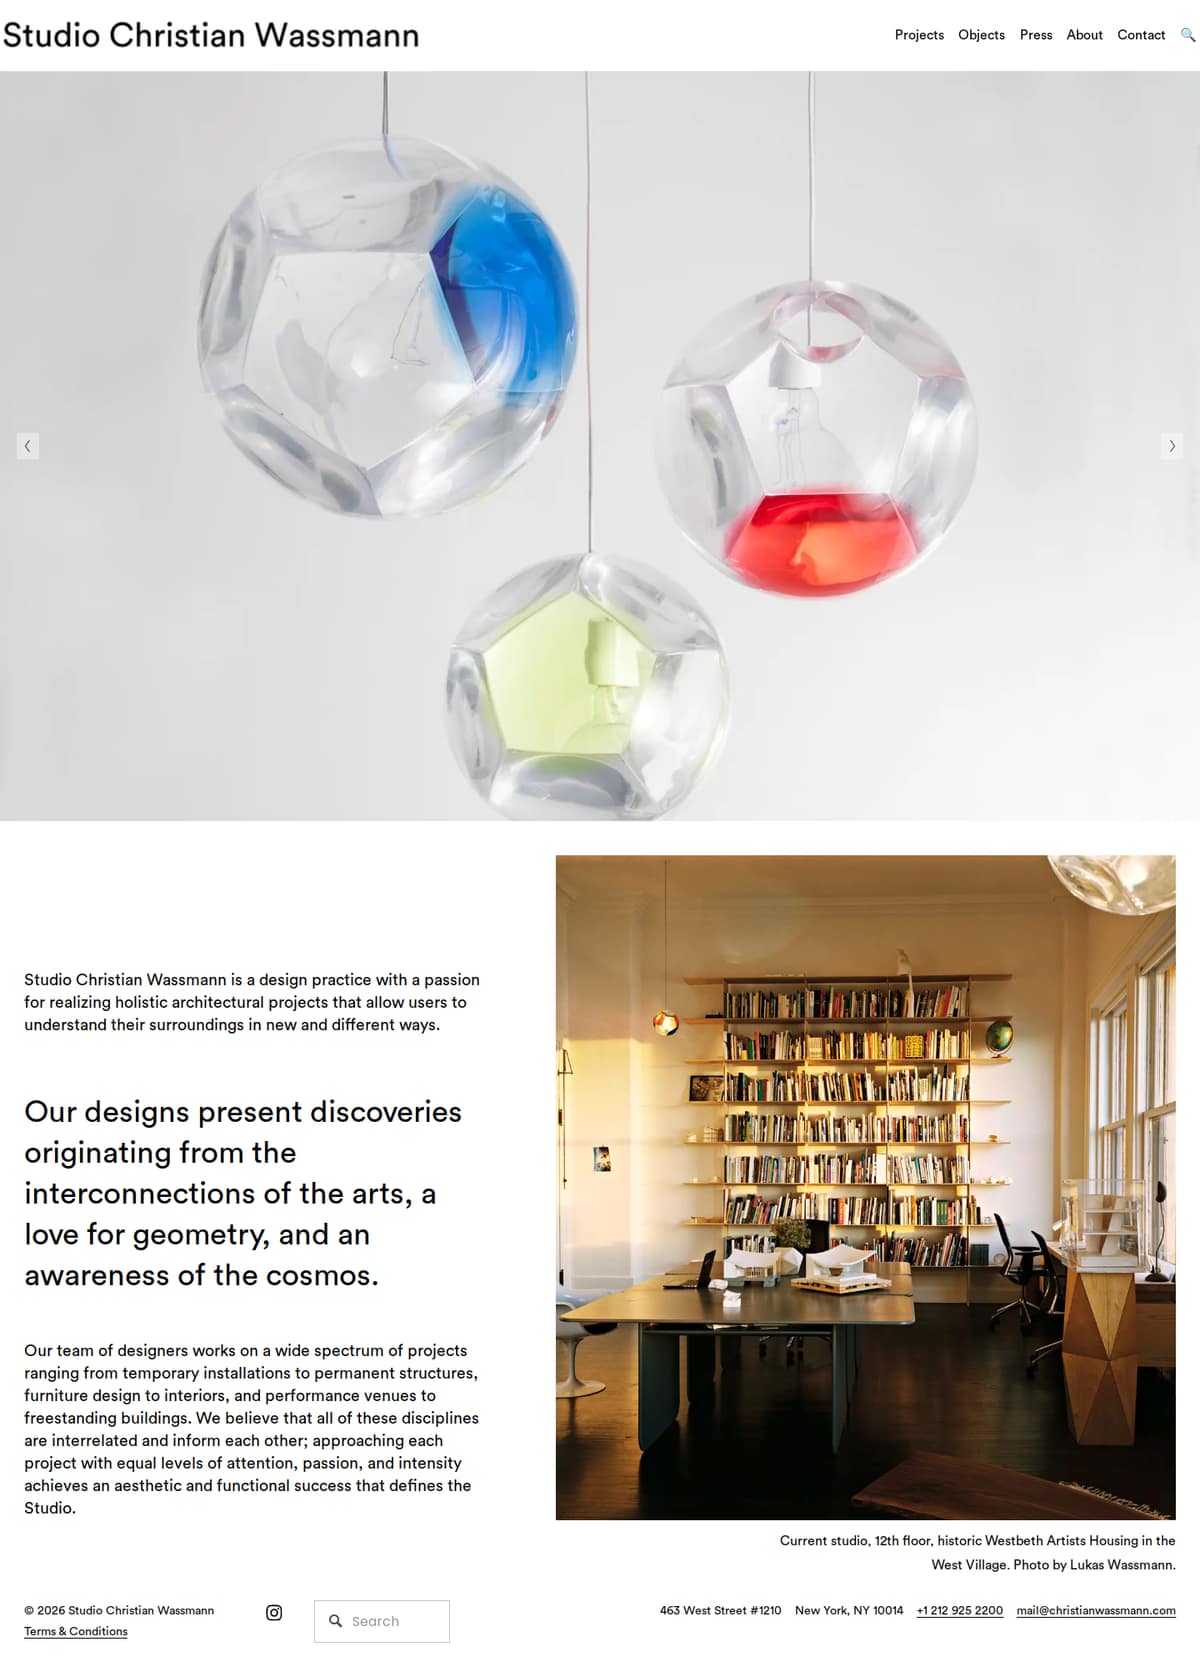 Studio Christian Wassmann
Projects Objects Press About Contact
Studio Christian Wassmann is a design practice with a passion
for realizing holistic architectural projects that allow users to
understand their surroundings in new and different ways.
Our designs present discoveries
originating from the
interconnections of the arts, a
love for geometry, and an
awareness of the cosmos.
Our team of designers works on a wide spectrum of projects
ranging from temporary installations to permanent structures,
furniture design to interiors, and performance venues to
freestanding buildings. We believe that all of these disciplines
are interrelated and inform each other; approaching each
project with equal levels of attention, passion, and intensity
achieves an aesthetic and functional success that defines the
Studio.
Current studio, 12th floor, historic Westbeth Artists Housing in the
West Village. Photo by Lukas Wassmann.
© 2026 Studio Christian Wassmann
Terms & Conditions
Search
463 West Street #1210 New York, NY 10014 +1 212 925 2200 mail@christianwassmann.com